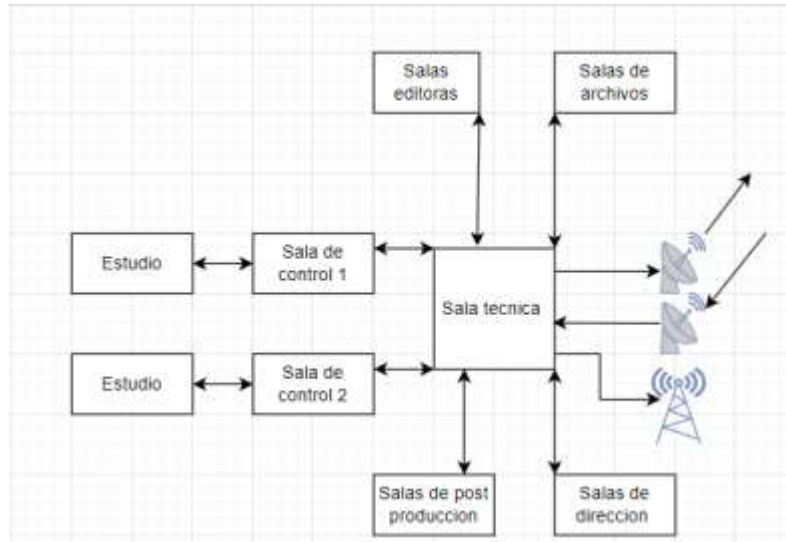 Salas
editoras
Salas de
archivos
Estudio
Sala de
control 1
Sala tecnica
Estudio
Sala de
control 2
Salas de post
produccion
Salas de
direccion